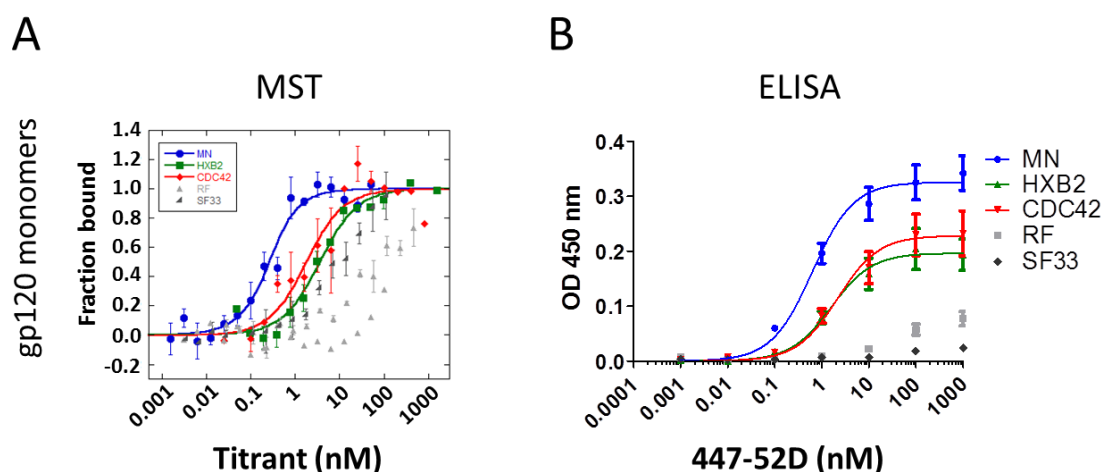 A
MST
gp120 monomers
Fraction bound
1.4
1.2
1.0
0.8
0.6
0.4
0.2
0.0
-0.2
MN
HXB2
CDC42
RF
SF33
0.001
0.01
0.1
1
10
100
1000
Titrant (nM)
B
ELISA
OD 450 nm
0.4
0.3
0.2
0.1
0.0
0.0001
0.001
0.01
0.1
1
10
100
1000
447-52D (nM)
MN
HXB2
CDC42
RF
SF33